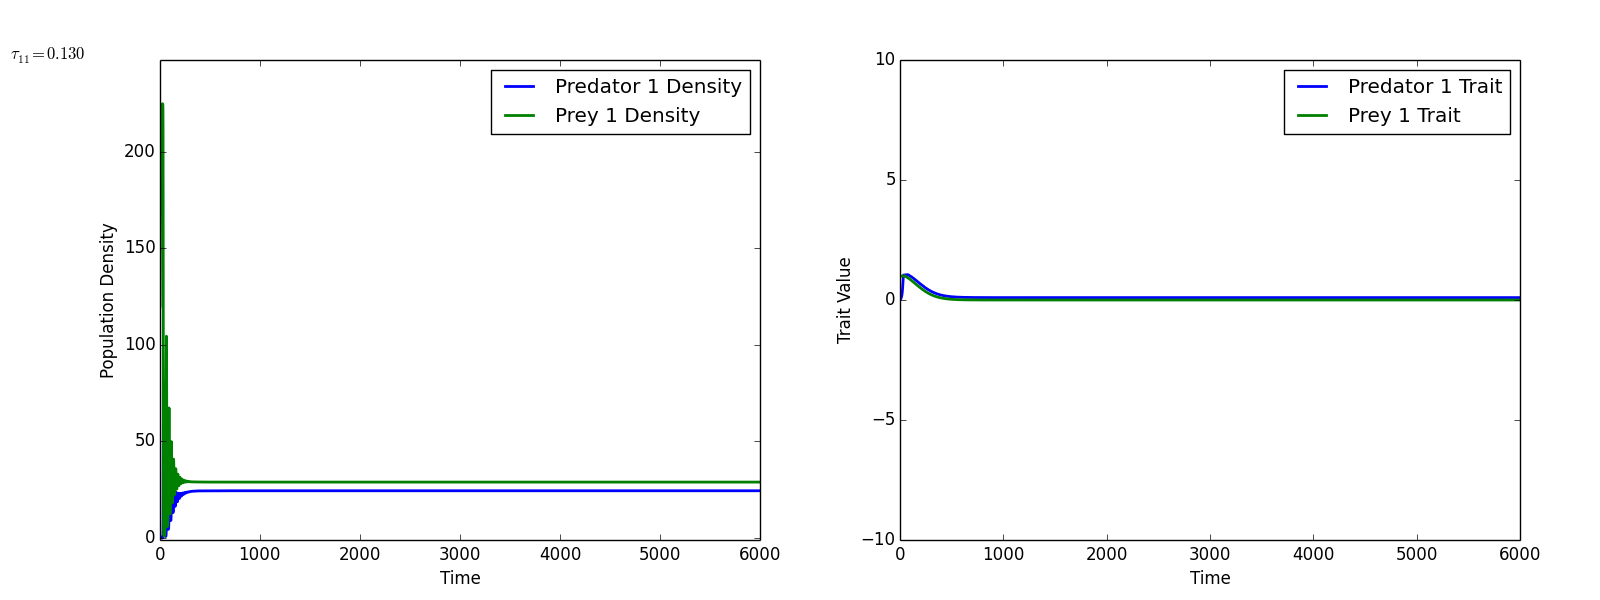 τ11=0.130
Predator 1 Density
Prey 1 Density
200
150
100
50
0
Population Density
0 1000 2000 3000 4000 5000 6000
Time
Predator 1 Trait
Prey 1 Trait
10
5
0
−5
−10
Trait Value
0 1000 2000 3000 4000 5000 6000
Time